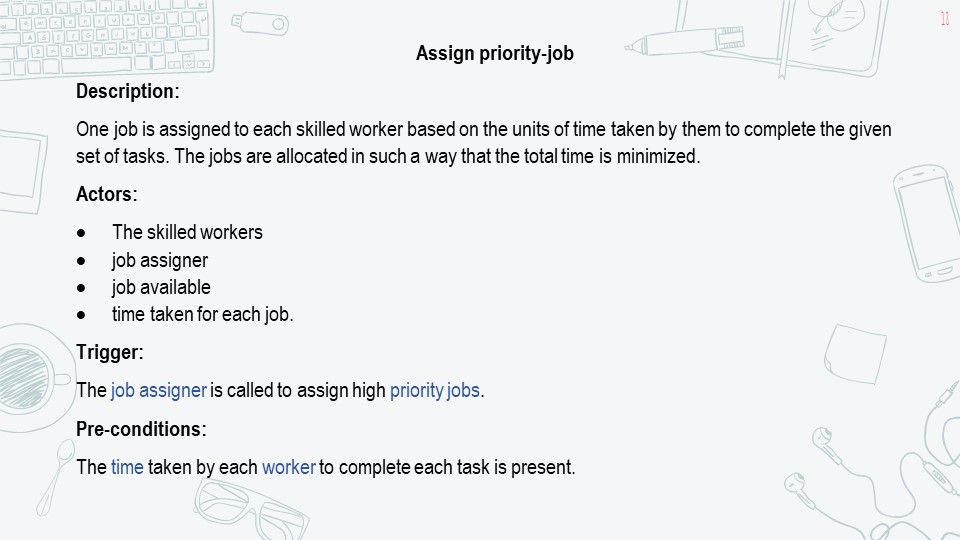 18
Assign priority-job
Description:
One job is assigned to each skilled worker based on the units of time taken by them to complete the given
set of tasks. The jobs are allocated in such a way that the total time is minimized.
Actors:
• The skilled workers
• job assigner
• job available
• time taken for each job.
Trigger:
The job assigner is called to assign high priority jobs.
Pre-conditions:
The time taken by each worker to complete each task is present.